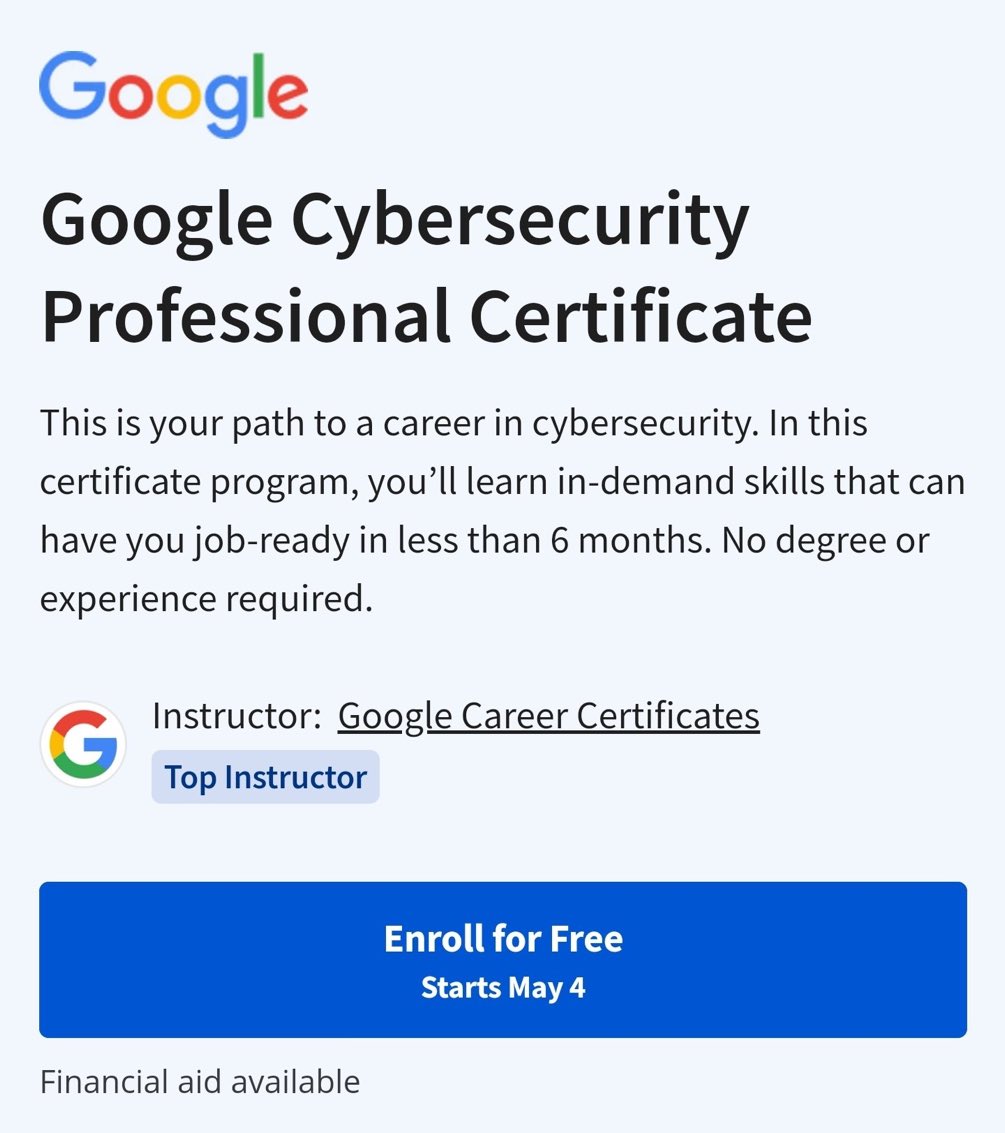 Google
Google Cybersecurity
Professional Certificate
This is your path to a career in cybersecurity. In this
certificate program, you’ll learn in-demand skills that can
have you job-ready in less than 6 months. No degree or
experience required.
G
Instructor: Google Career Certificates
Top Instructor
Enroll for Free
Starts May 4
Financial aid available